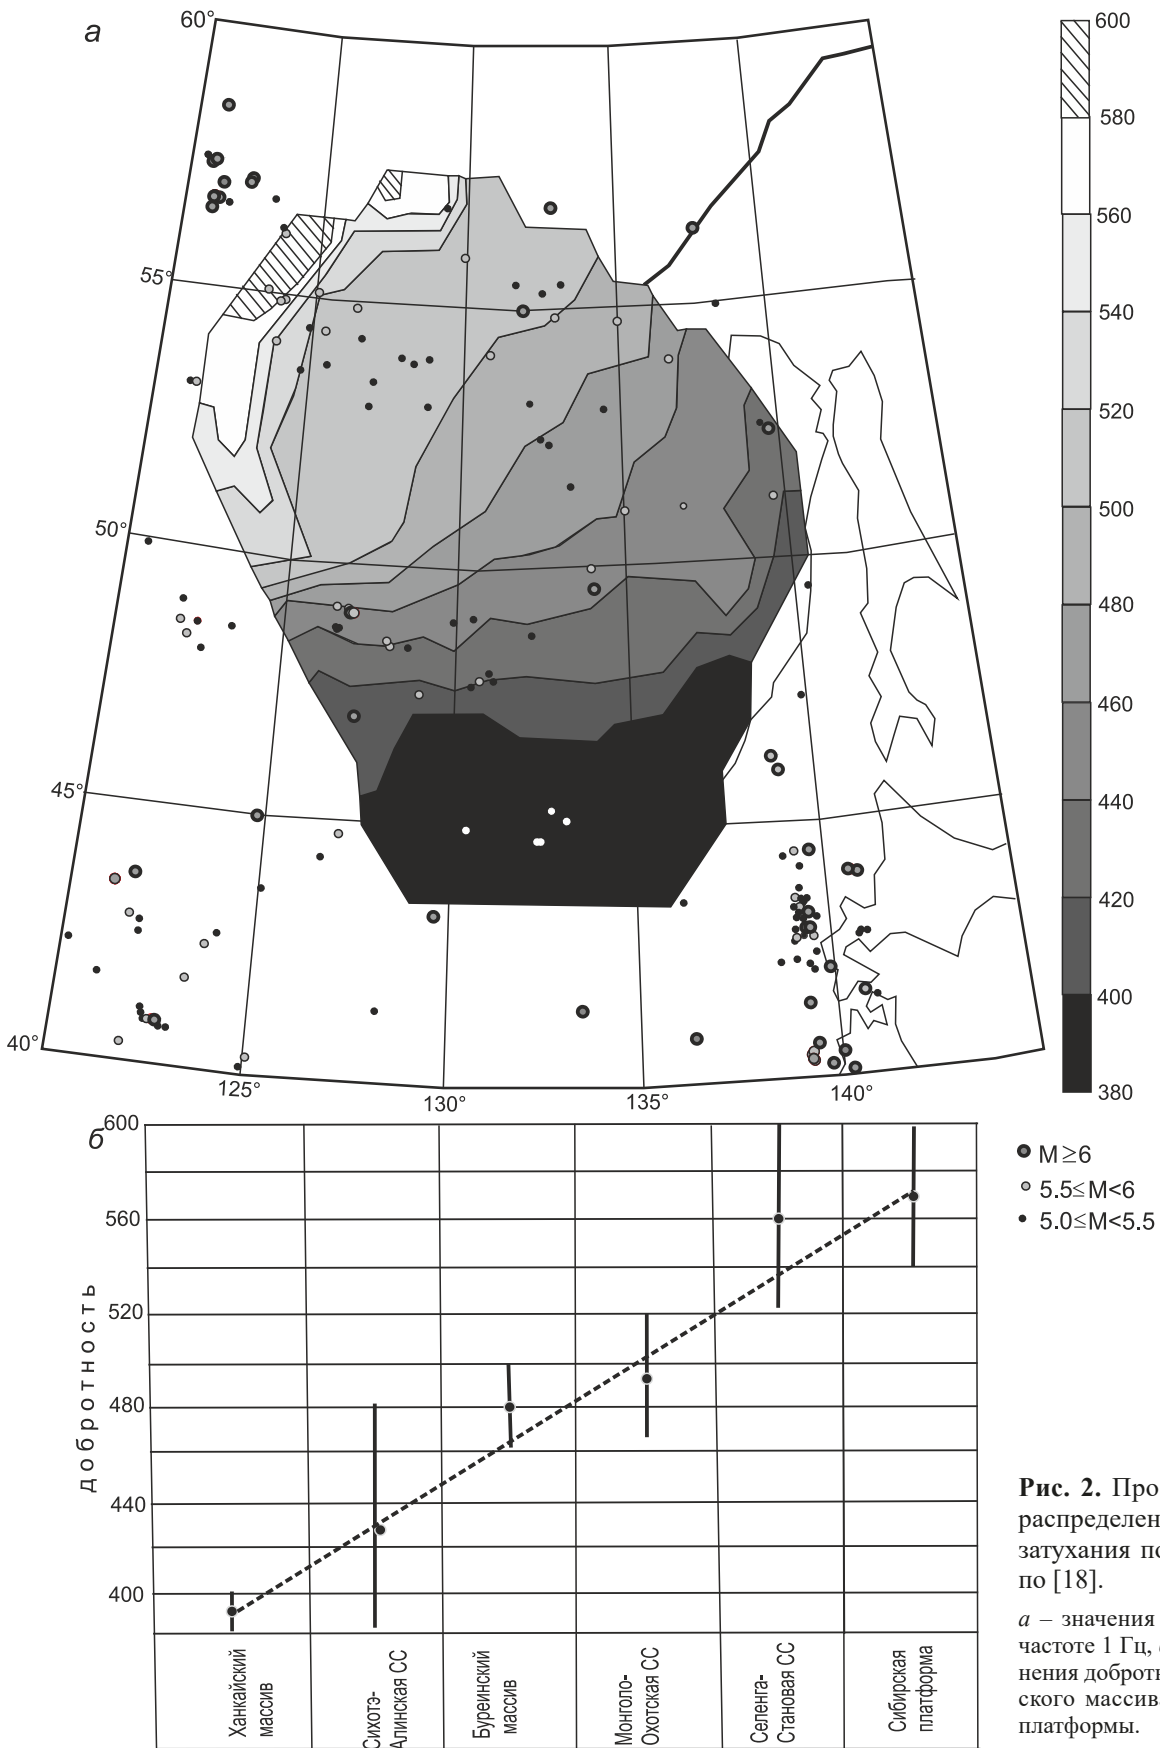 а
60°
55°
50°
45°
40°
125°
130°
135°
140°
600
580
560
540
520
500
480
460
440
420
400
380
М ≥6
5.5≤М<6
5.0≤М<5.5
б
600
560
520
480
440
400
добротность
Ханкайский
массив
Сихотэ-
Алинская СС
Буреинский
массив
Монголо-
Охотская СС
Селенга-
Становая СС
Сибирская
платформа
Рис. 2. Про
распределен
затухания по
по [18].
а – значения
частоте 1 Гц,
нения добротн
ского массива
платформы.